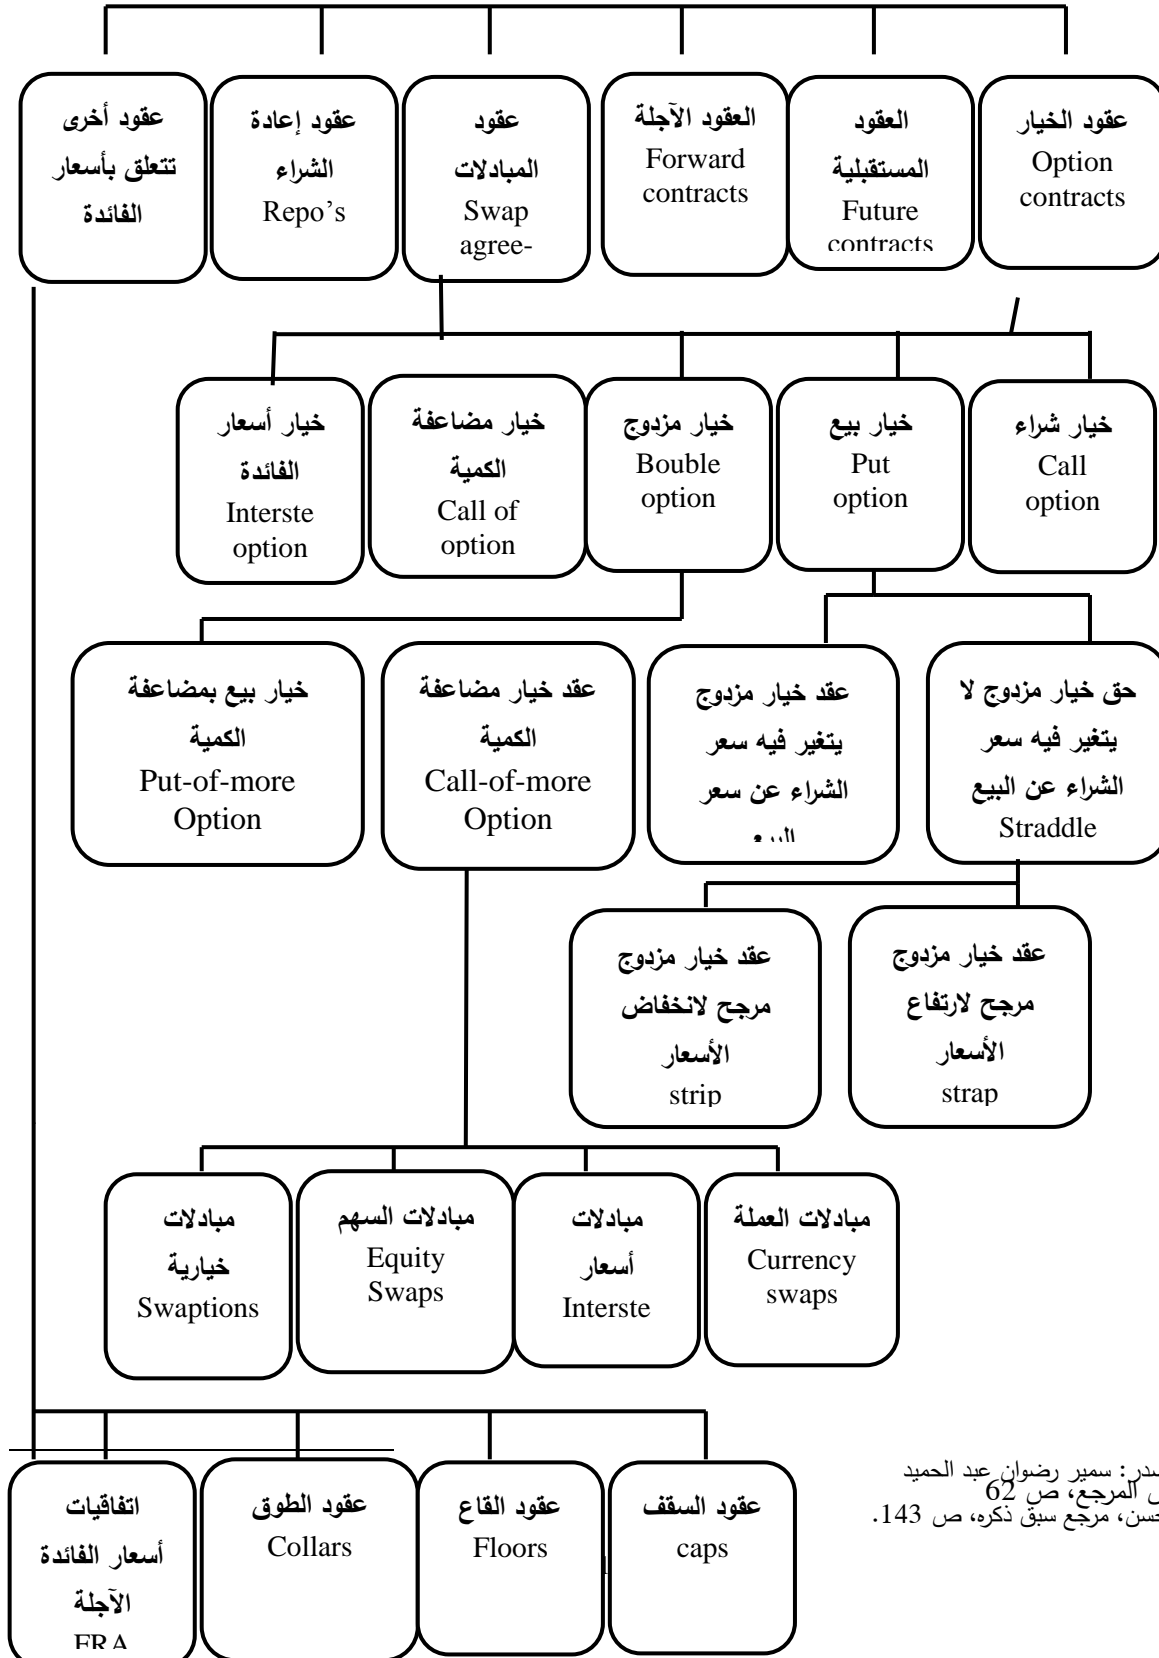 عقود الخيار
Option
contracts
العقود
المستقبلية
Future
contracts
العقود الآجلة
Forward
contracts
عقود
المبادلات
Swap
agree-
عقود إعادة
الشراء
Repo’s
عقود أخرى
تتعلق بأسعار
الفائدة
خيار شراء
Call
option
خيار بيع
Put
option
خيار مزدوج
Bouble
option
خيار مضاعفة
الكمية
Call of
option
خيار أسعار
الفائدة
Interste
option
حق خيار مزدوج لا
يتغير فيه سعر
الشراء عن البيع
Straddle
عقد خيار مزدوج
يتغير فيه سعر
الشراء عن سعر
عقد خيار مضاعفة
الكمية
Call-of-more
Option
خيار بيع بمضاعفة
الكمية
Put-of-more
Option
عقد خيار مزدوج
مرجح لارتفاع
الأسعار
strap
عقد خيار مزدوج
مرجح لانخفاض
الأسعار
strip
مبادلات العملة
Currency
swaps
مبادلات
أسعار
Interste
مبادلات السهم
Equity
Swaps
مبادلات
خيارية
Swaptions
عقود السقف
caps
عقود القاع
Floors
عقود الطوق
Collars
اتفاقيات
أسعار الفائدة
الآجلة
FRA
سمير رضوان عبد الحميد
المرجع، ص 62
مرجع سبق ذكره، ص 143.